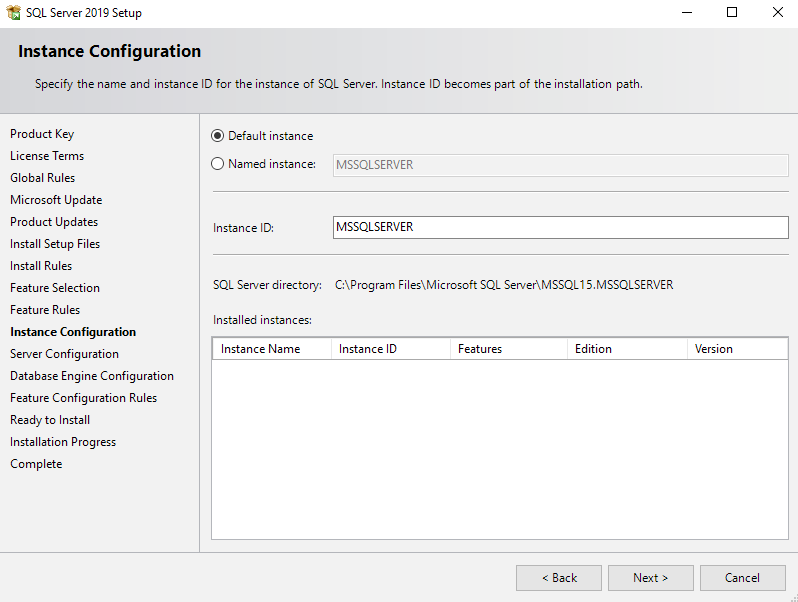 SQL Server 2019 Setup
Instance Configuration
Specify the name and instance ID for the instance of SQL Server. Instance ID becomes part of the installation path.
Product Key
License Terms
Global Rules
Microsoft Update
Product Updates
Install Setup Files
Install Rules
Feature Selection
Feature Rules
Instance Configuration
Server Configuration
Database Engine Configuration
Feature Configuration Rules
Ready to Install
Installation Progress
Complete
Default instance
Named instance: MSSQLSERVER
Instance ID: MSSQLSERVER
SQL Server directory: C:\Program Files\Microsoft SQL Server\MSSQL15.MSSQLSERVER
Installed instances:
Instance Name Instance ID Features Edition Version
< Back Next > Cancel